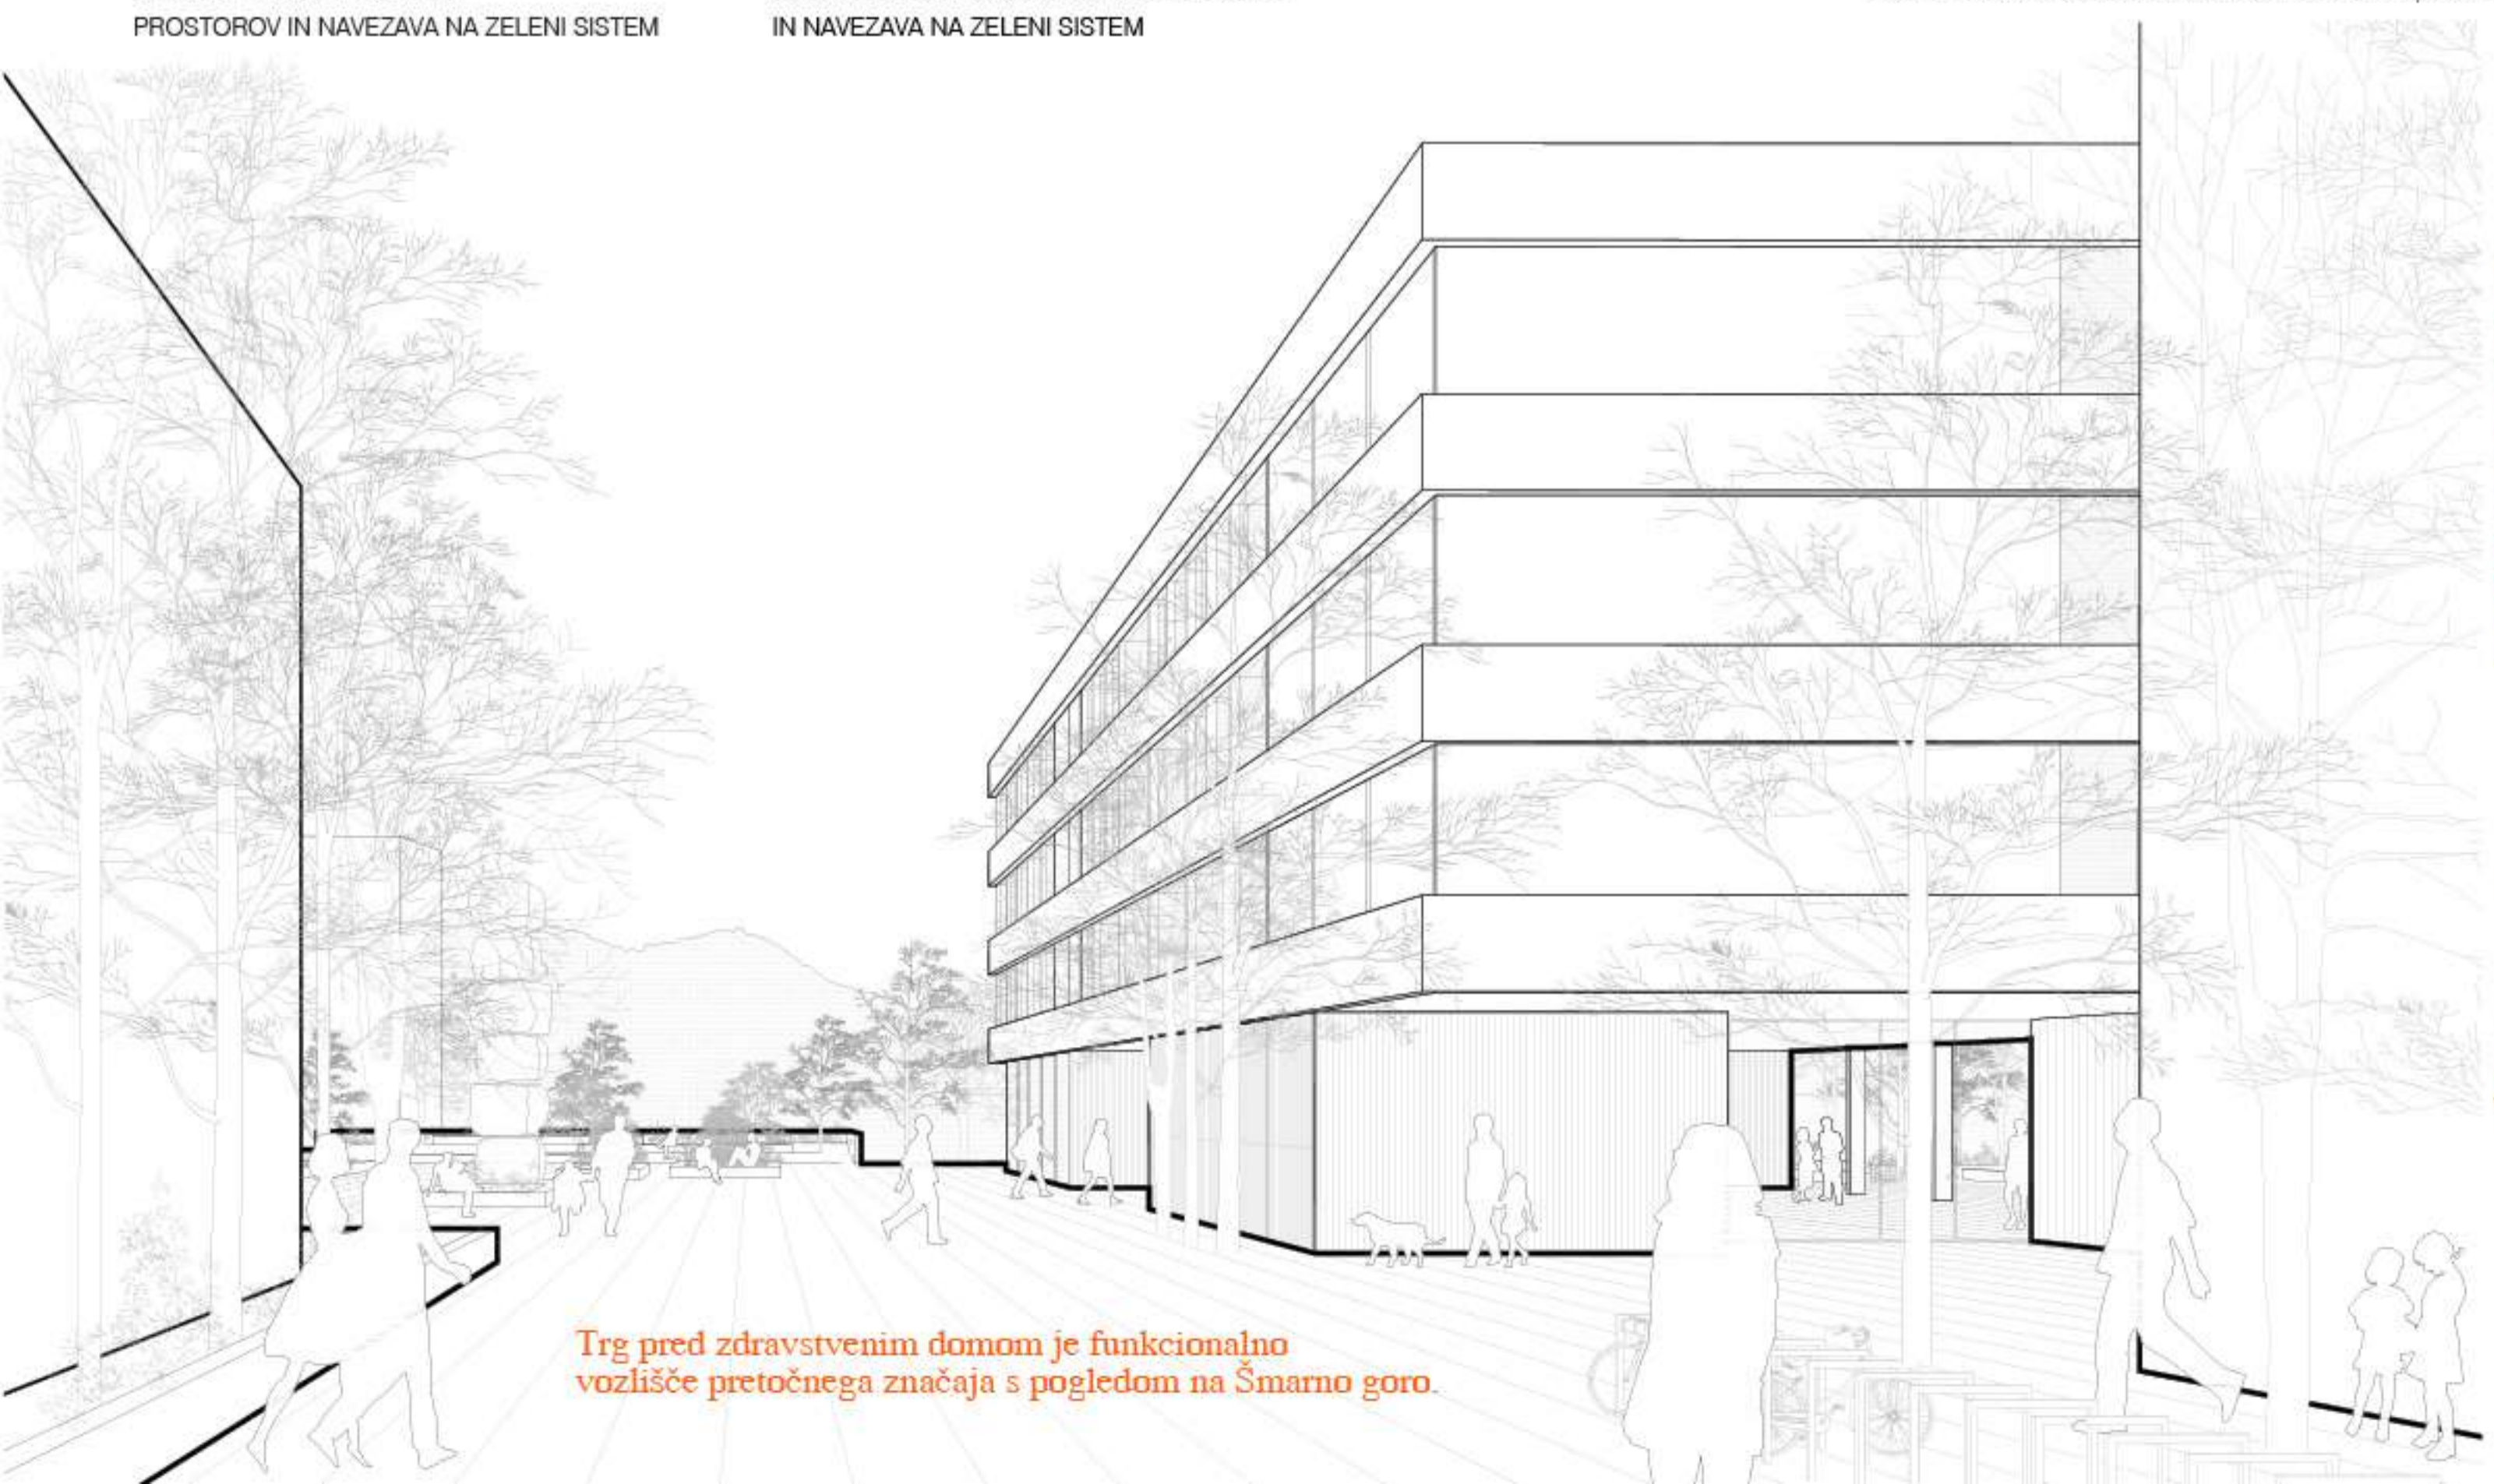 PROSTOROV IN NAVEZAVA NA ZELENI SISTEM
IN NAVEZAVA NA ZELENI SISTEM
Trg pred zdravstvenim domom je funkcionalno
vozlišče pretočnega značaja s pogledom na Šmarno goro.